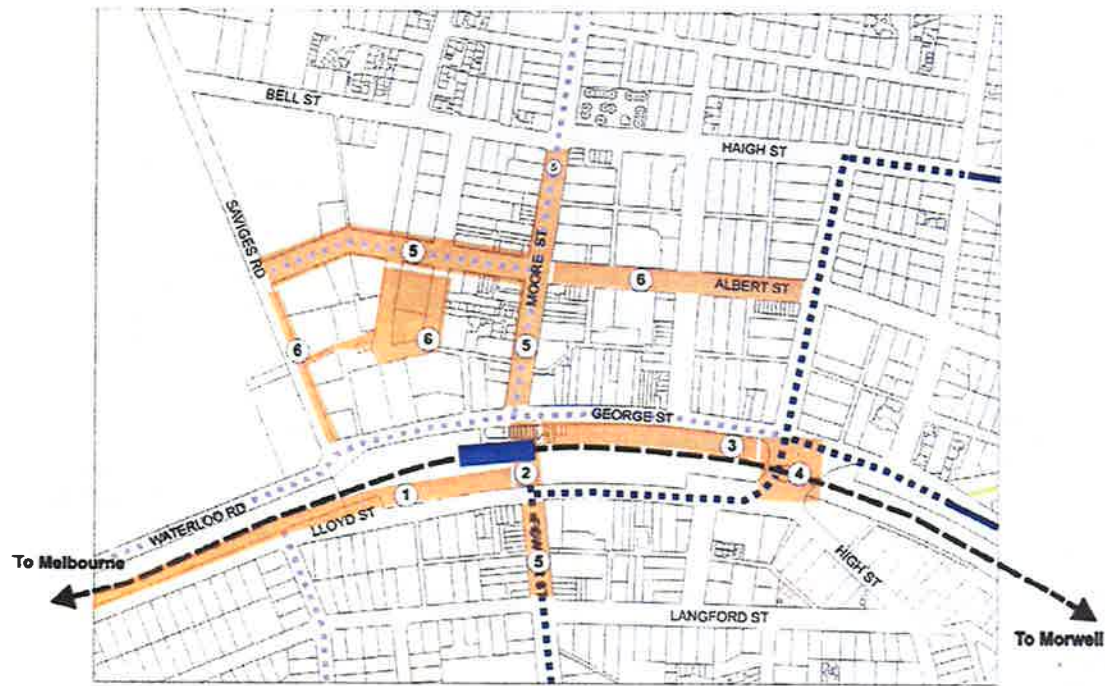 BELL ST
HAIGH ST
5
SAVIGES RD
5
MOORE ST
6
ALBERT ST
6
6
5
GEORGE ST
3
4
2
1
WATERLOO RD
LLOYD ST
To Melbourne
5
HIGH ST
LANGFORD ST
To Morwell